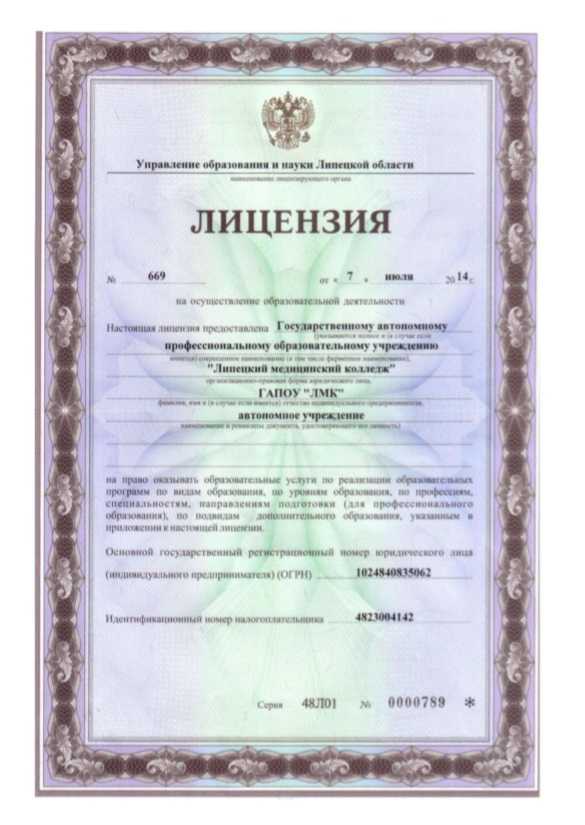 Управление образования и науки Липецкой области
наименование лицензирующего органа
ЛИЦЕНЗИЯ
№ 669 от « 7 » июля 2014 г.
на осуществление образовательной деятельности
Настоящая лицензия предоставлена Государственному автономному
(указываются полное и (в случае если
профессиональному образовательному учреждению
имеется) сокращенное наименование (в том числе фирменное наименование),
"Липецкий медицинский колледж"
организационно-правовая форма юридического лица,
ГАПОУ "ЛМК"
фамилия, имя и (в случае если имеется) отчество индивидуального предпринимателя,
автономное учреждение
наименование и реквизиты документа, удостоверяющего его личность)
на право оказывать образовательные услуги по реализации образовательных
программ по видам образования, по уровням образования, по профессиям,
специальностям, направлениям подготовки (для профессионального
образования), по подвидам дополнительного образования, указанным в
приложении к настоящей лицензии.
Основной государственный регистрационный номер юридического лица
(индивидуального предпринимателя) (ОГРН) 1024840835062
Идентификационный номер налогоплательщика 4823004142
Серия 48Л01 № 0000789 *